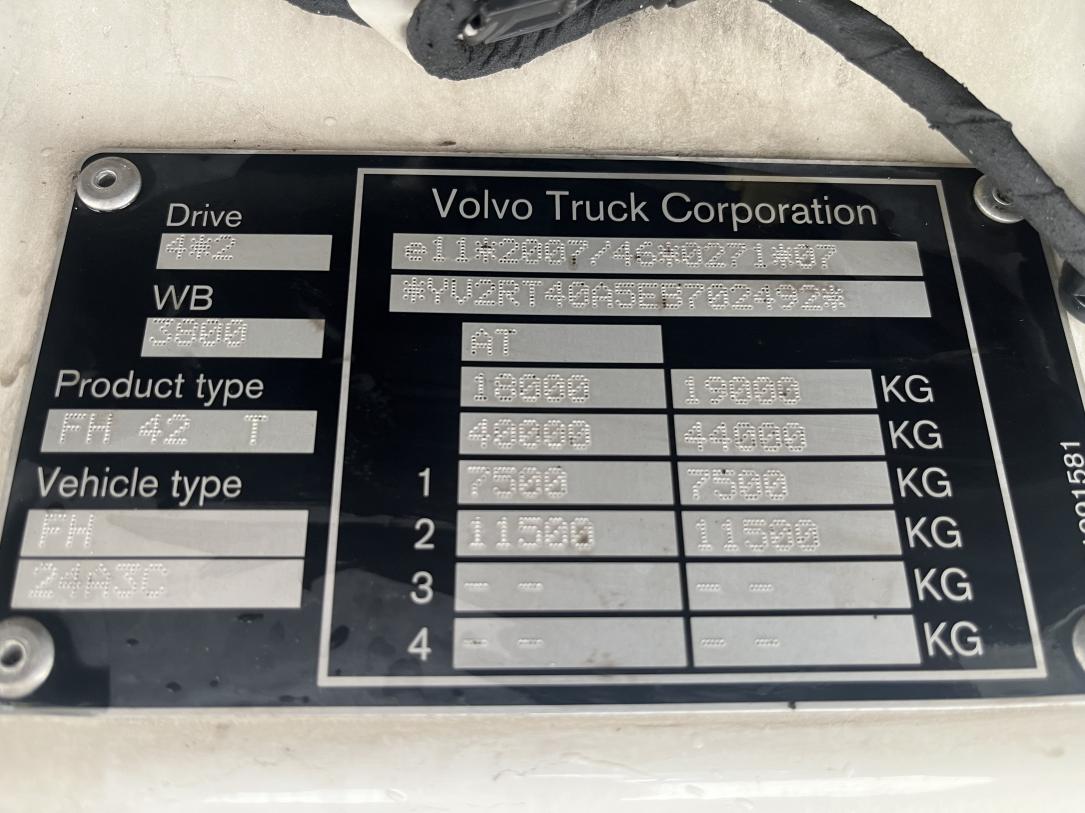 Drive
4*2
WB
3800
Product type
FH 42 T
Vehicle type
FH
24A3C
Volvo Truck Corporation
e11*2007/46*0271*07
*YV2RT40A5EB702492*
AT
18000 19000 KG
40000 44000 KG
1 7500 7500 KG
2 11500 11500 KG
3 -- -- KG
4 -- -- KG